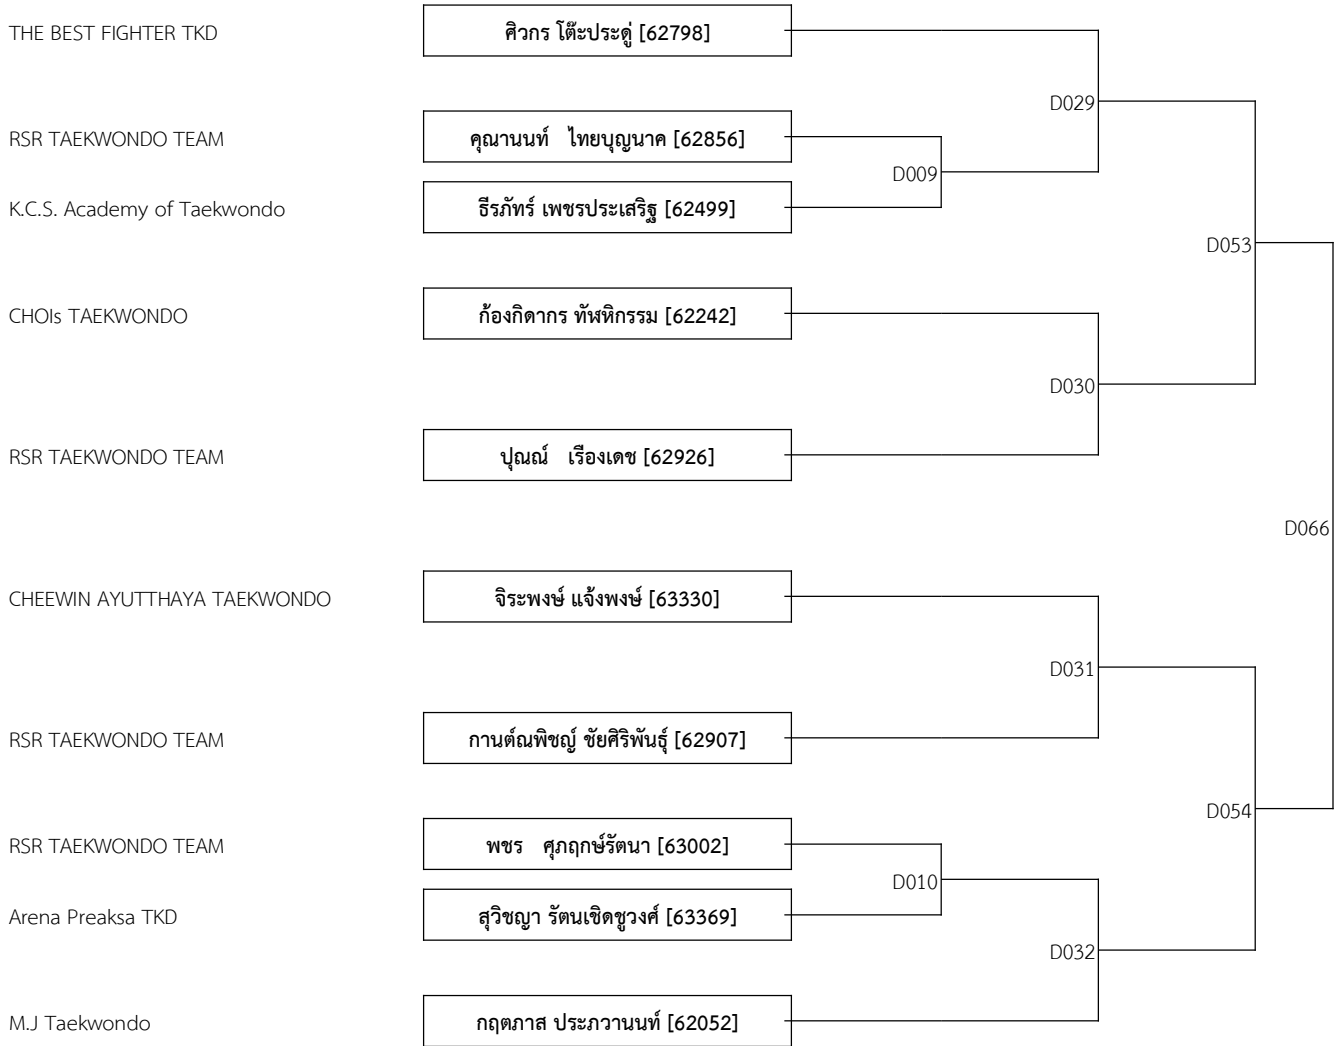 THE BEST FIGHTER TKD
ศิวกร โต๊ะประดู่ [62798]
D029
RSR TAEKWONDO TEAM
คุณานนท์ ไทยบุญนาค [62856]
D009
K.C.S. Academy of Taekwondo
ธีรภัทร์ เพชรประเสริฐ [62499]
D053
CHOIs TAEKWONDO
ก้องกิดากร ทัฬหิกรรม [62242]
D030
RSR TAEKWONDO TEAM
ปุณณ์ เรืองเดช [62926]
D066
CHEEWIN AYUTTHAYA TAEKWONDO
จิระพงษ์ แจ้งพงษ์ [63330]
D031
RSR TAEKWONDO TEAM
กานต์ณพิชญ์ ชัยศิริพันธุ์ [62907]
D054
RSR TAEKWONDO TEAM
พชร ศุภฤกษ์รัตนา [63002]
D010
Arena Preaksa TKD
สุวิชญา รัตนเชิดชูวงศ์ [63369]
D032
M.J Taekwondo
กฤตภาส ประภวานนท์ [62052]